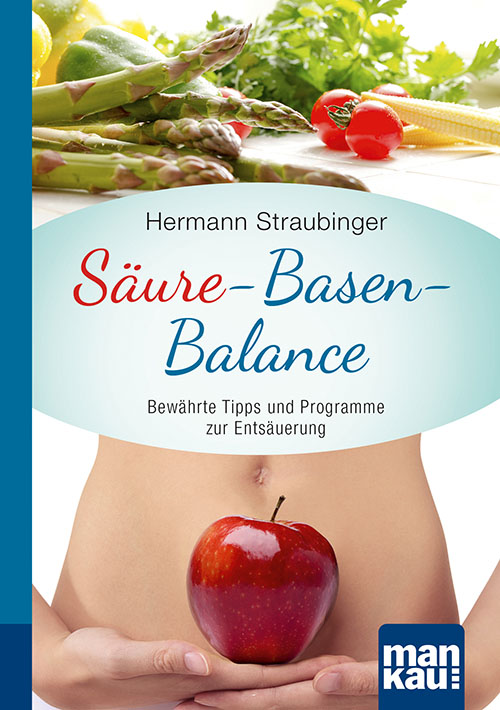 Hermann Straubinger
Säure-Basen-
Balance
Bewährte Tipps und Programme
zur Entsäuerung
man
kau